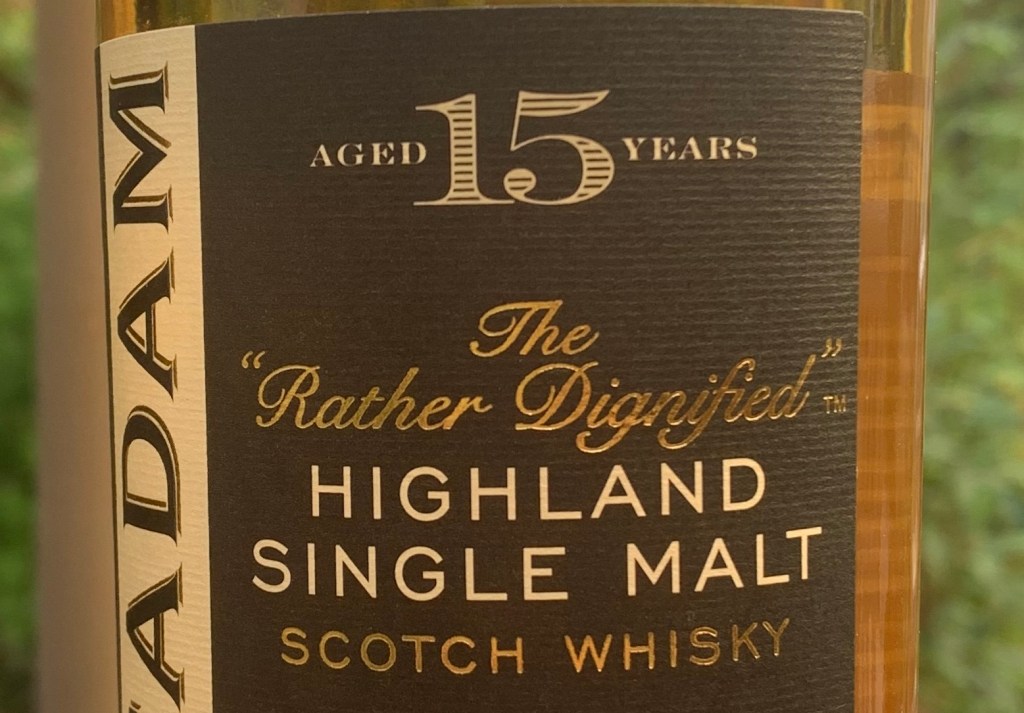 AGED 15 YEARS
The
"Rather Dignified"™
HIGHLAND
SINGLE MALT
SCOTCH WHISKY
ADAM